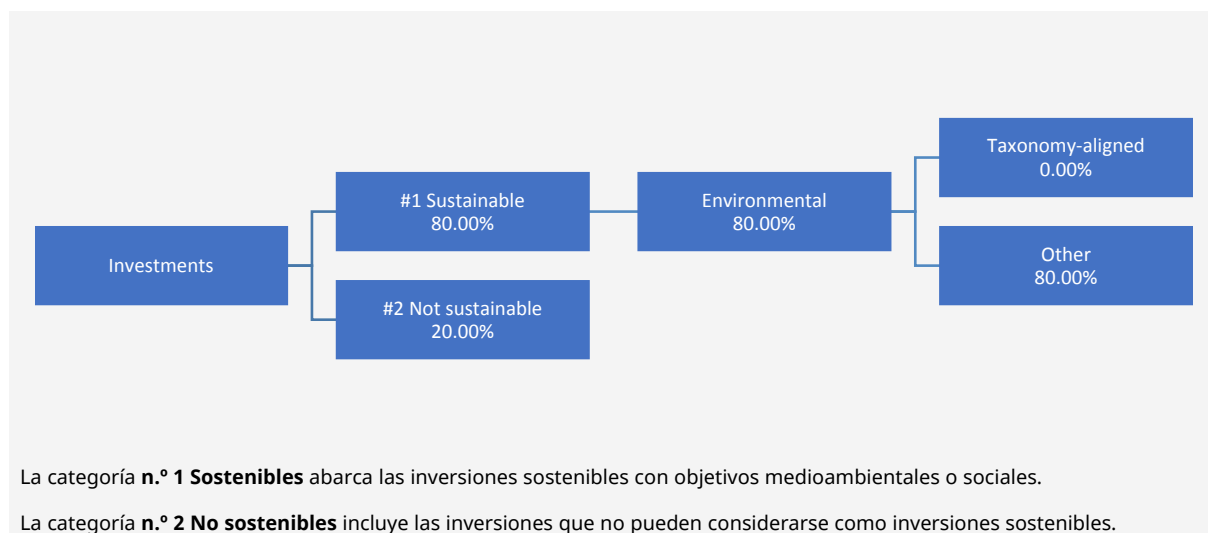 Taxonomy-aligned
0.00%
#1 Sustainable
80.00%
Environmental
80.00%
Investments
Other
80.00%
#2 Not sustainable
20.00%
La categoría n.º 1 Sostenibles abarca las inversiones sostenibles con objetivos medioambientales o sociales.
La categoría n.º 2 No sostenibles incluye las inversiones que no pueden considerarse como inversiones sostenibles.